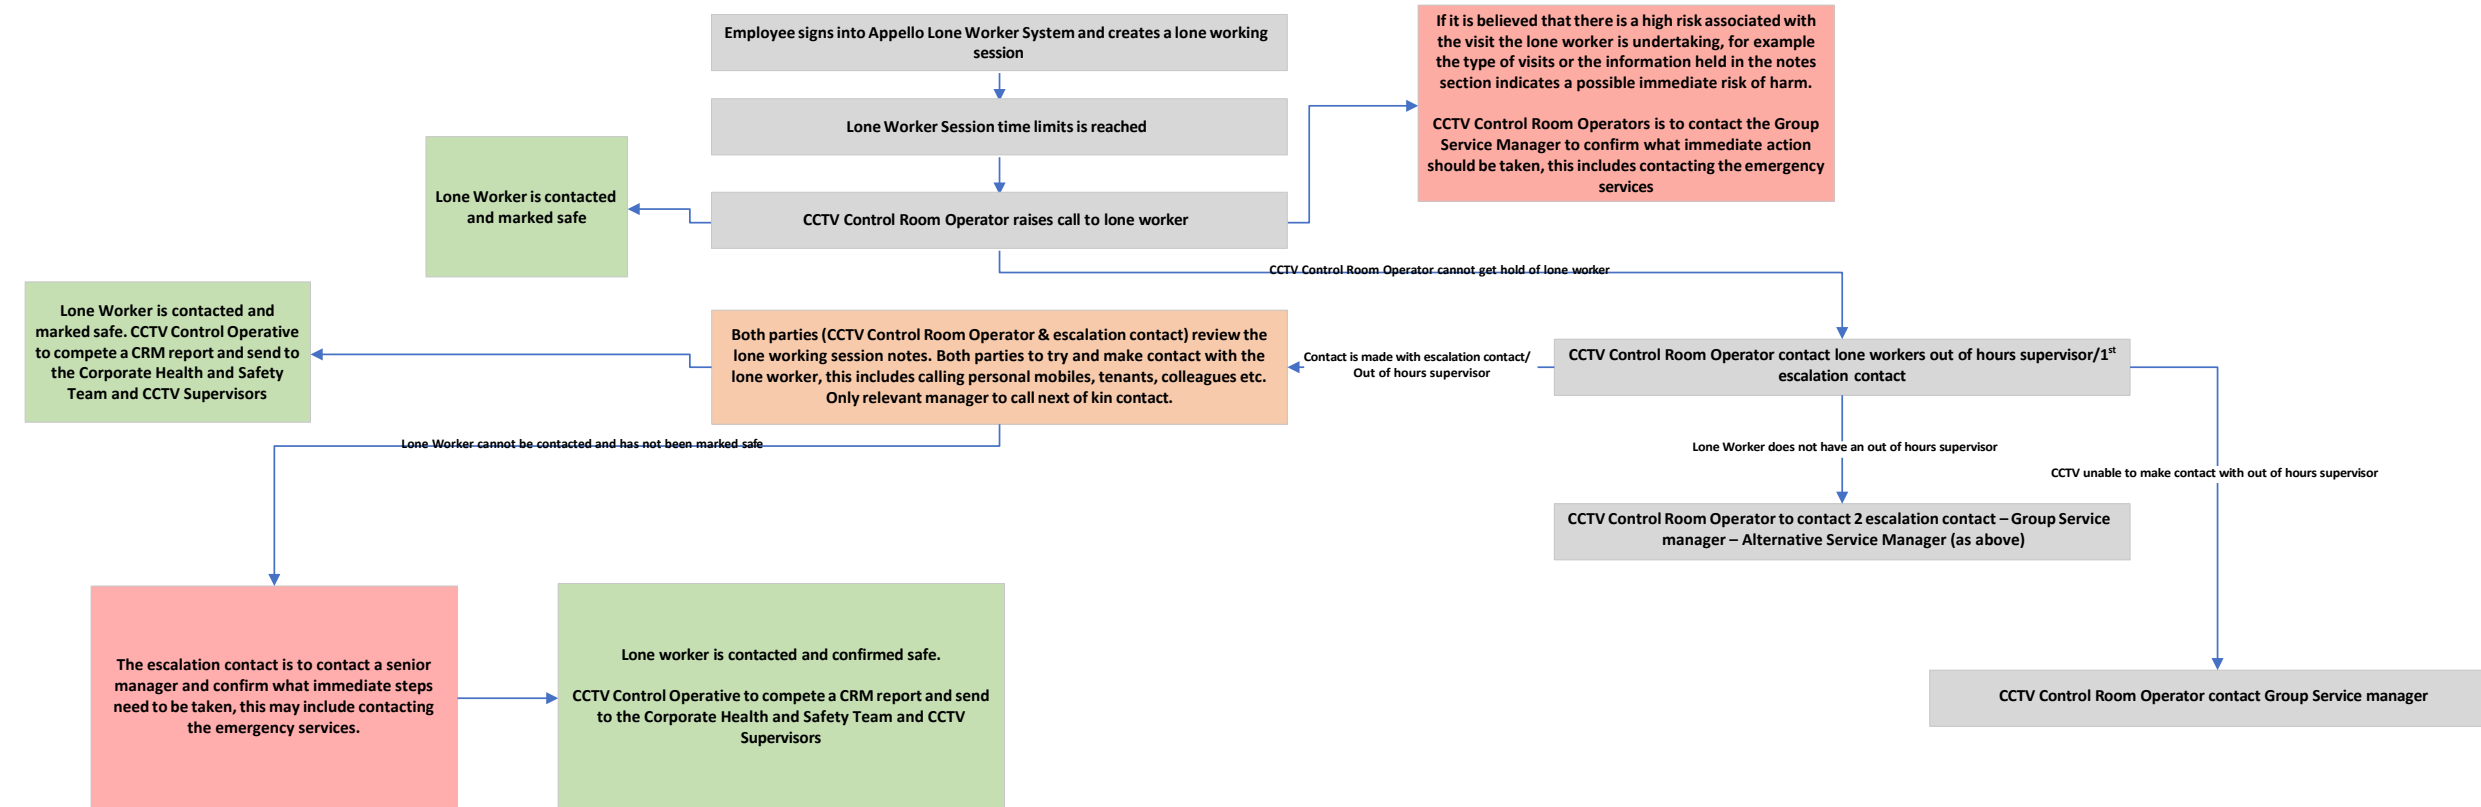 Employee signs into Appello Lone Worker System and creates a lone working
session
If it is believed that there is a high risk associated with
the visit the lone worker is undertaking, for example
the type of visits or the information held in the notes
section indicates a possible immediate risk of harm.
CCTV Control Room Operators is to contact the Group
Service Manager to confirm what immediate action
should be taken, this includes contacting the emergency
services
Lone Worker Session time limits is reached
Lone Worker is contacted
and marked safe
CCTV Control Room Operator raises call to lone worker
CCTV Control Room Operator cannot get hold of lone worker
Lone Worker is contacted and
marked safe. CCTV Control Operative
to compete a CRM report and send to
the Corporate Health and Safety
Team and CCTV Supervisors
Both parties (CCTV Control Room Operator & escalation contact) review the
lone working session notes. Both parties to try and make contact with the
lone worker, this includes calling personal mobiles, tenants, colleagues etc.
Only relevant manager to call next of kin contact.
Contact is made with escalation contact/
Out of hours supervisor
CCTV Control Room Operator contact lone workers out of hours supervisor/1st
escalation contact
Lone Worker cannot be contacted and has not been marked safe
Lone Worker does not have an out of hours supervisor
CCTV unable to make contact with out of hours supervisor
CCTV Control Room Operator to contact 2 escalation contact – Group Service
manager – Alternative Service Manager (as above)
The escalation contact is to contact a senior
manager and confirm what immediate steps
need to be taken, this may include contacting
the emergency services.
Lone worker is contacted and confirmed safe.
CCTV Control Operative to compete a CRM report and send
to the Corporate Health and Safety Team and CCTV
Supervisors
CCTV Control Room Operator contact Group Service manager